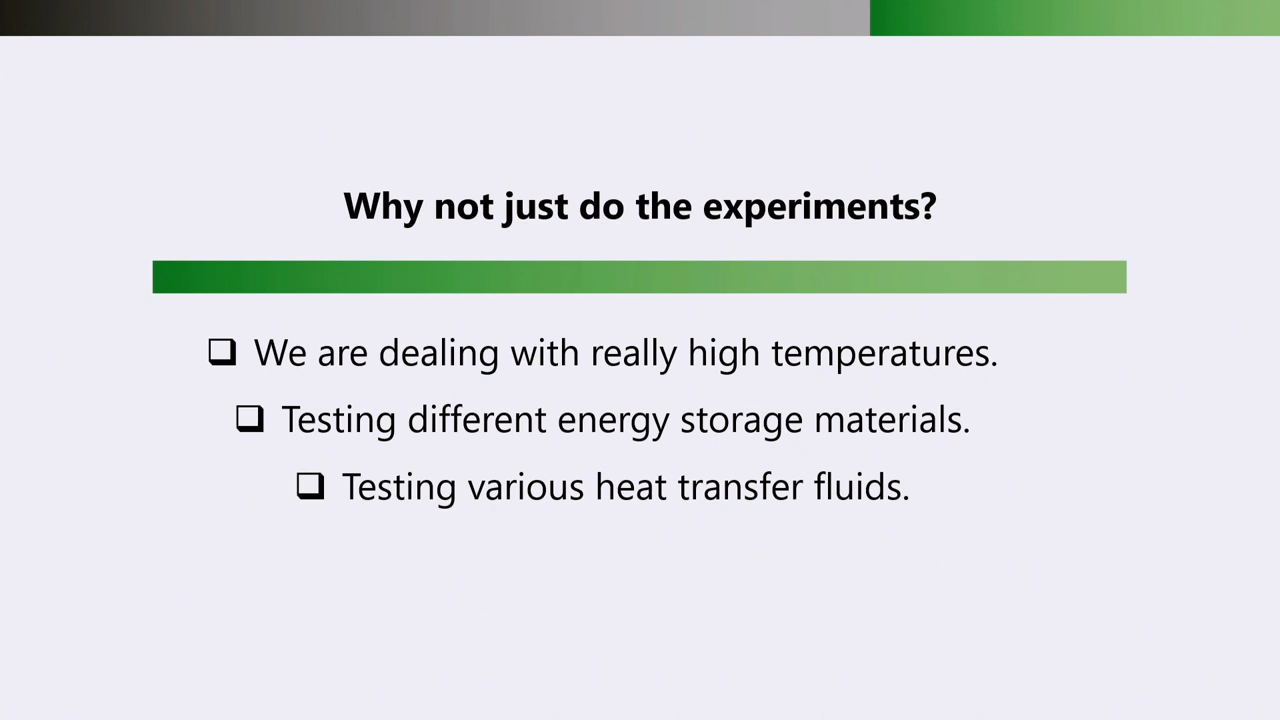 Why not just do the experiments?
❑ We are dealing with really high temperatures.
❑ Testing different energy storage materials.
❑ Testing various heat transfer fluids.